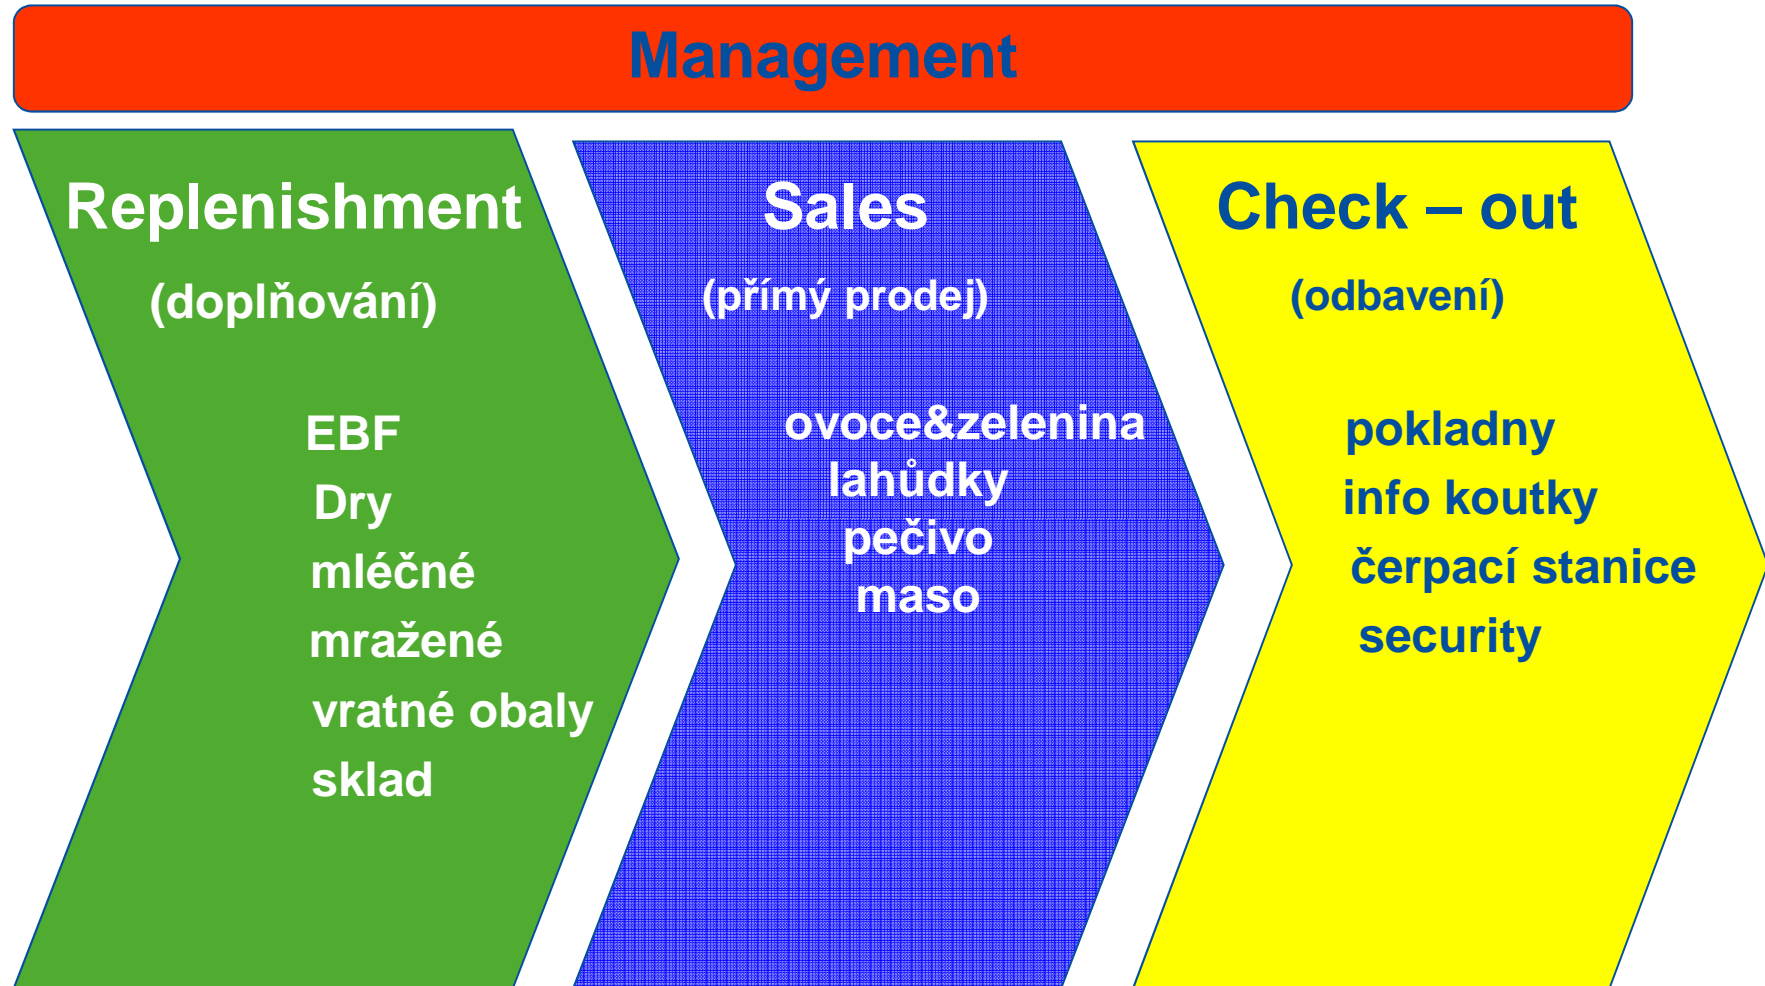 Management
Replenishment
(doplňování)
EBF
Dry
mléčné
mražené
vratné obaly
sklad
Sales
(přímý prodej)
ovoce&zelenina
lahůdky
pečivo
maso
Check – out
(odbavení)
pokladny
info koutky
čerpací stanice
security